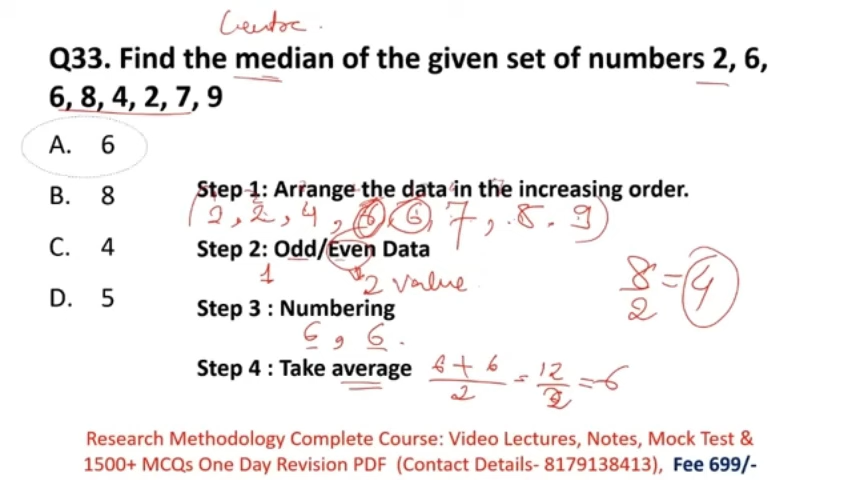 Centre.
Q33. Find the median of the given set of numbers 2, 6,
6, 8, 4, 2, 7, 9
A. 6
Step 1: Arrange the data in the increasing order.
B. 8
2, 2, 4, 6, 6, 7, 8, 9
C. 4
Step 2: Odd/Even Data
1
2 value
8/2 = 4
D. 5
Step 3 : Numbering
6, 6.
Step 4 : Take average
6+6/2 = 12/2 = 6
Research Methodology Complete Course: Video Lectures, Notes, Mock Test &
1500+ MCQs One Day Revision PDF (Contact Details- 8179138413), Fee 699/-